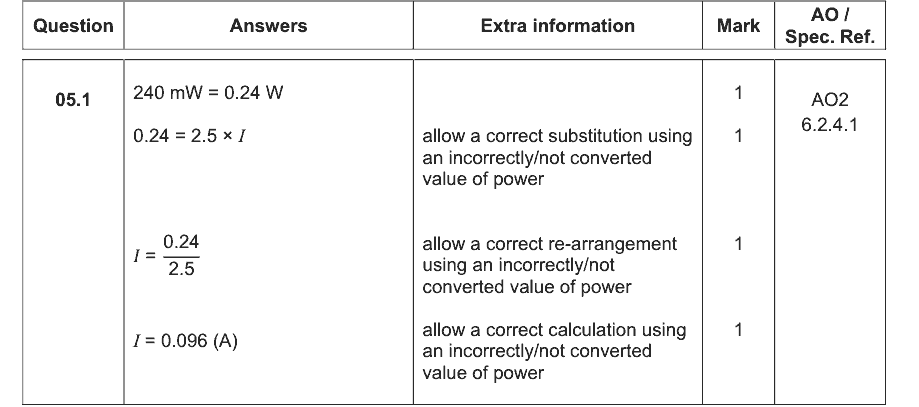 Question Answers Extra information Mark AO /
Spec. Ref.
05.1 240 mW = 0.24 W 1 AO2
6.2.4.1
0.24 = 2.5 × I allow a correct substitution using 1
an incorrectly/not converted
value of power
I = 0.24 / 2.5 allow a correct re-arrangement 1
using an incorrectly/not
converted value of power
I = 0.096 (A) allow a correct calculation using 1
an incorrectly/not converted
value of power